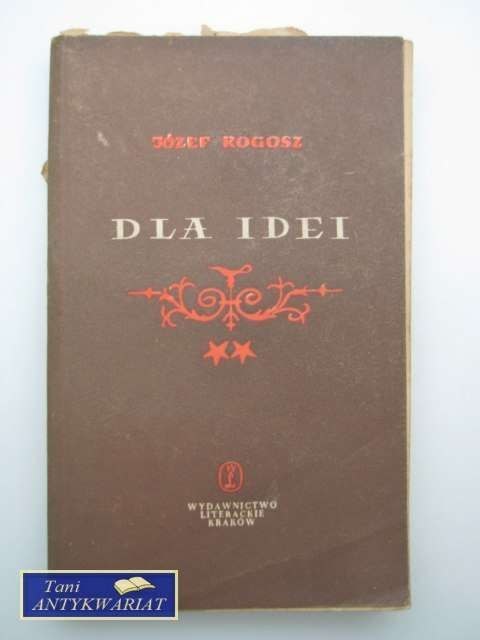 JÓZEF ROGOSZ
DLA IDEI
WYDAWNICTWO
LITERACKIE
KRAKÓW
Tani
ANTYKWARIAT